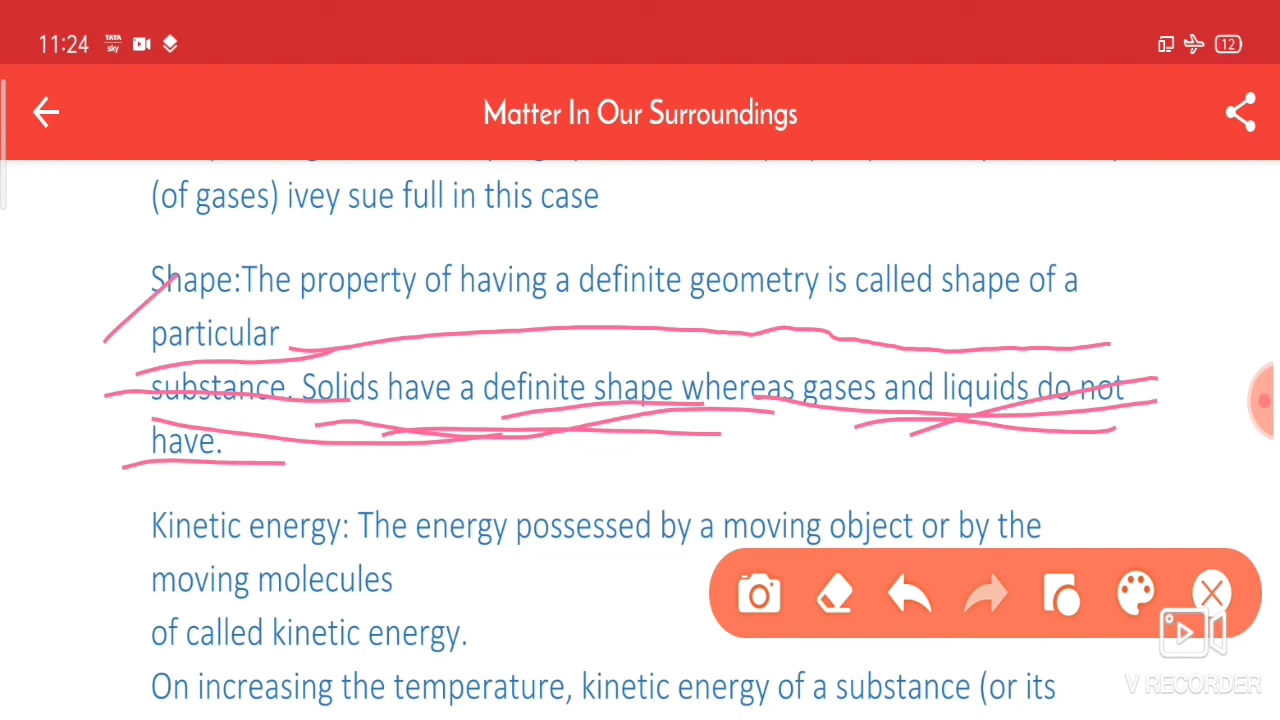 11:24 TATA sky 12
Matter In Our Surroundings
(of gases) ivey sue full in this case
Shape:The property of having a definite geometry is called shape of a
particular
substance. Solids have a definite shape whereas gases and liquids do not
have.
Kinetic energy: The energy possessed by a moving object or by the
moving molecules
of called kinetic energy.
On increasing the temperature, kinetic energy of a substance (or its
V RECORDER